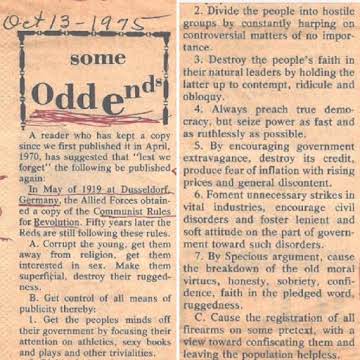 Oct 13-1975
some
Oddends
A reader who has kept a copy
since we first published it in April,
1970, has suggested that "lest we
forget" the following be published
again:
In May of 1919 at Dusseldorf,
Germany, the Allied Forces obtain-
ed a copy of the Communist Rules
for Revolution. Fifty years later the
Reds are still following these rules.
A. Corrupt the young, get them
away from religion, get them
interested in sex. Make them
superficial, destroy their rugged-
ness.
B. Get control of all means of
publicity thereby:
1. Get the peoples minds off
their government by focusing their
attention on athletics, sexy books
and plays and other trivialities.
2. Divide the people into hostile
groups by constantly harping on
controversial matters of no impor-
tance.
3. Destroy the people's faith in
their natural leaders by holding the
latter up to contempt, ridicule and
obloquy.
4. Always preach true demo-
cracy, but seize power as fast and
as ruthlessly as possible.
5. By encouraging government
extravagance, destroy its credit,
produce fear of inflation with rising
prices and general discontent.
6. Foment unnecessary strikes in
vital industries, encourage civil
disorders and foster lenient and
soft attitude on the part of govern-
ment toward such disorders.
7. By Specious argument, cause
the breakdown of the old moral
virtues, honesty, sobriety, confi-
dence, faith in the pledged word,
ruggedness.
C. Cause the registration of all
firearms on some pretext, with a
view toward confiscating them and
leaving the population helpless.